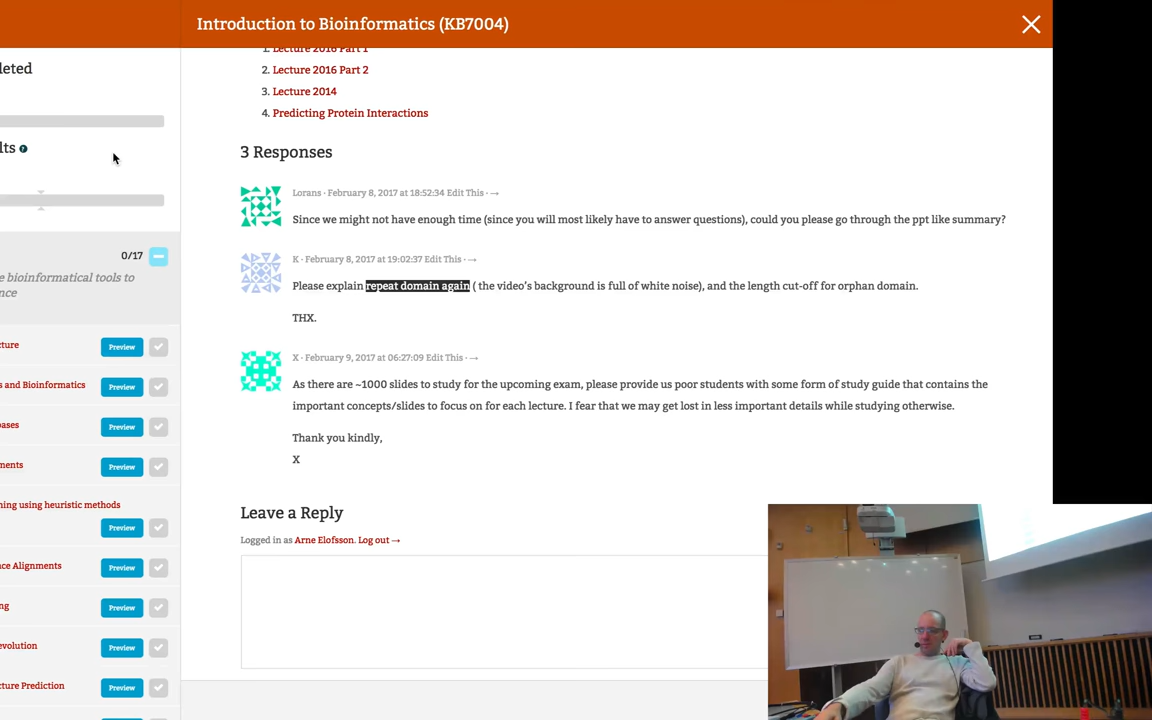 Introduction to Bioinformatics (KB7004)
leted
lts ?
0/17
e bioinformatical tools to
nce
ture
Preview
s and Bioinformatics
Preview
bases
Preview
ments
Preview
ning using heuristic methods
Preview
ce Alignments
Preview
ng
Preview
evolution
Preview
cture Prediction
Preview
1. Lecture 2016 Part 1
2. Lecture 2016 Part 2
3. Lecture 2014
4. Predicting Protein Interactions
3 Responses
Lorans · February 8, 2017 at 18:52:34 Edit This · →
Since we might not have enough time (since you will most likely have to answer questions), could you please go through the ppt like summary?
K · February 8, 2017 at 19:02:37 Edit This · →
Please explain repeat domain again ( the video's background is full of white noise), and the length cut-off for orphan domain.
THX.
X · February 9, 2017 at 06:27:09 Edit This · →
As there are ~1000 slides to study for the upcoming exam, please provide us poor students with some form of study guide that contains the
important concepts/slides to focus on for each lecture. I fear that we may get lost in less important details while studying otherwise.
Thank you kindly,
X
Leave a Reply
Logged in as Arne Elofsson. Log out →